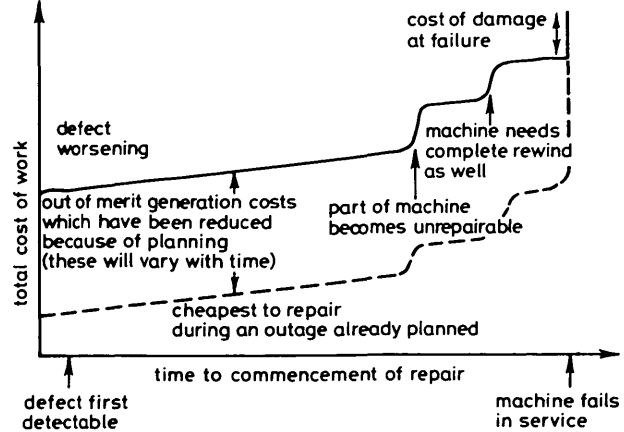 cost of damage
at failure
defect
worsening
machine needs
complete rewind
as well
out of merit generation costs
which have been reduced
because of planning
(these will vary with time)
part of machine
becomes unrepairable
total cost of work
cheapest to repair
during an outage already planned
time to commencement of repair
defect first
detectable
machine fails
in service